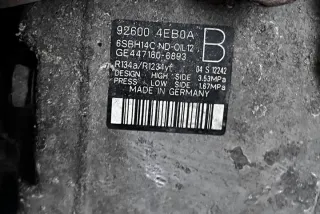 92600 4EB0A B
6SBH14C ND-OIL12
GE447180-6893
R134a/R1234yf 04 S 12242
DESIGN HIGH SIDE 3.53MPa
PRESS LOW SIDE 1.67MPa
MADE IN GERMANY